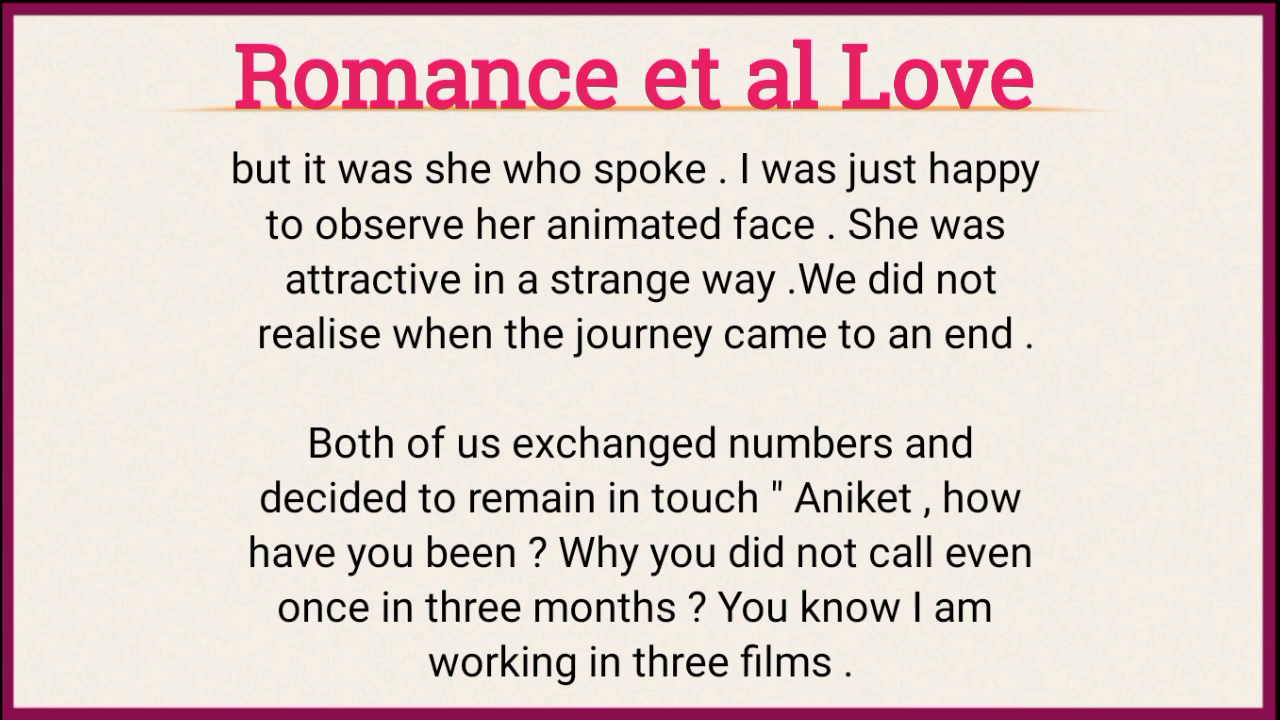 Romance et al Love
but it was she who spoke . I was just happy
to observe her animated face . She was
attractive in a strange way .We did not
realise when the journey came to an end .
Both of us exchanged numbers and
decided to remain in touch " Aniket , how
have you been ? Why you did not call even
once in three months ? You know I am
working in three films .